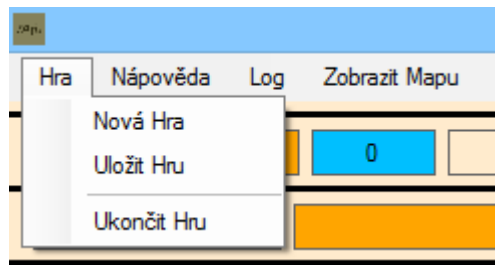 Hra Nápověda Log Zobrazit Mapu
Nová Hra
0
Uložit Hru
Ukončit Hru